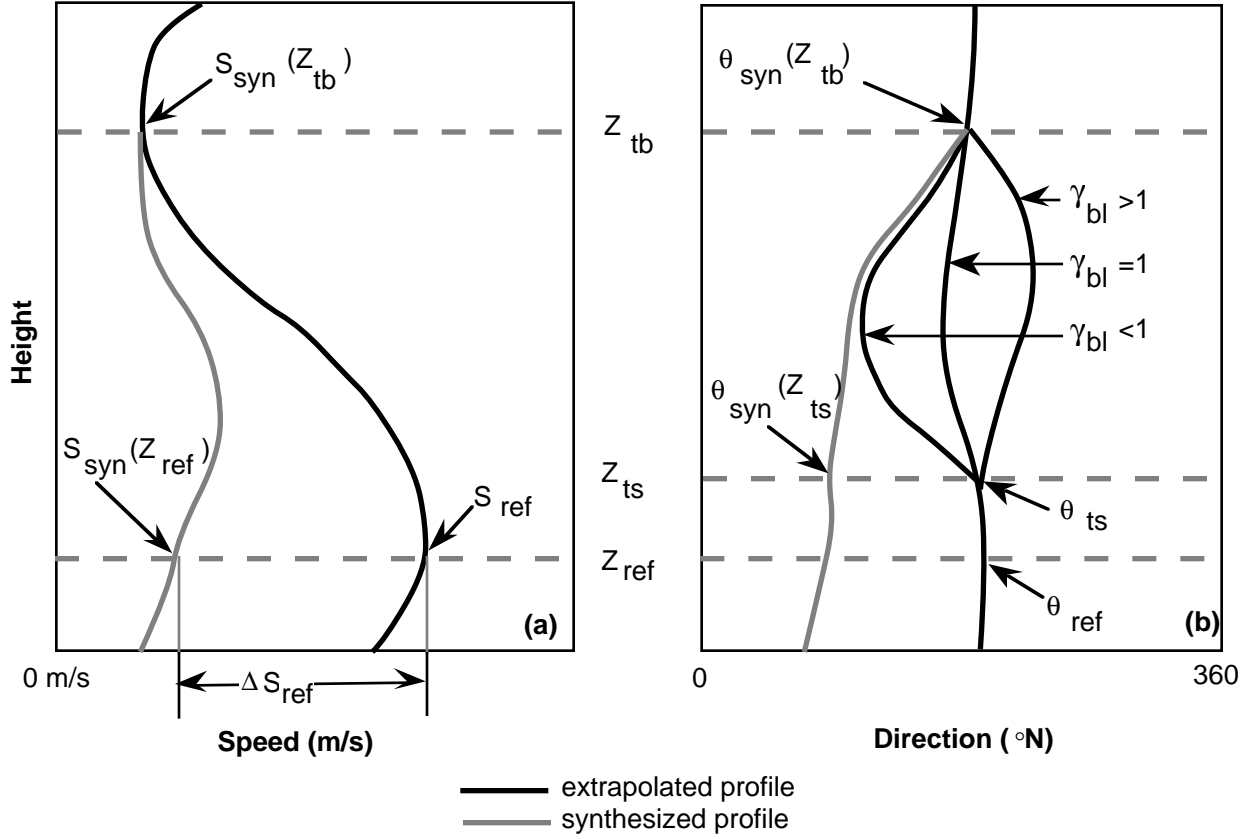 S syn (Z tb)
θ syn (Z tb)
Z tb
γ bl >1
γ bl =1
γ bl <1
Height
θ syn (Z ts)
S syn (Z ref)
Z ts
S ref
θ ts
Z ref
θ ref
(a)
(b)
0 m/s
Δ S ref
0
360
Speed (m/s)
Direction ( °N)
extrapolated profile
synthesized profile